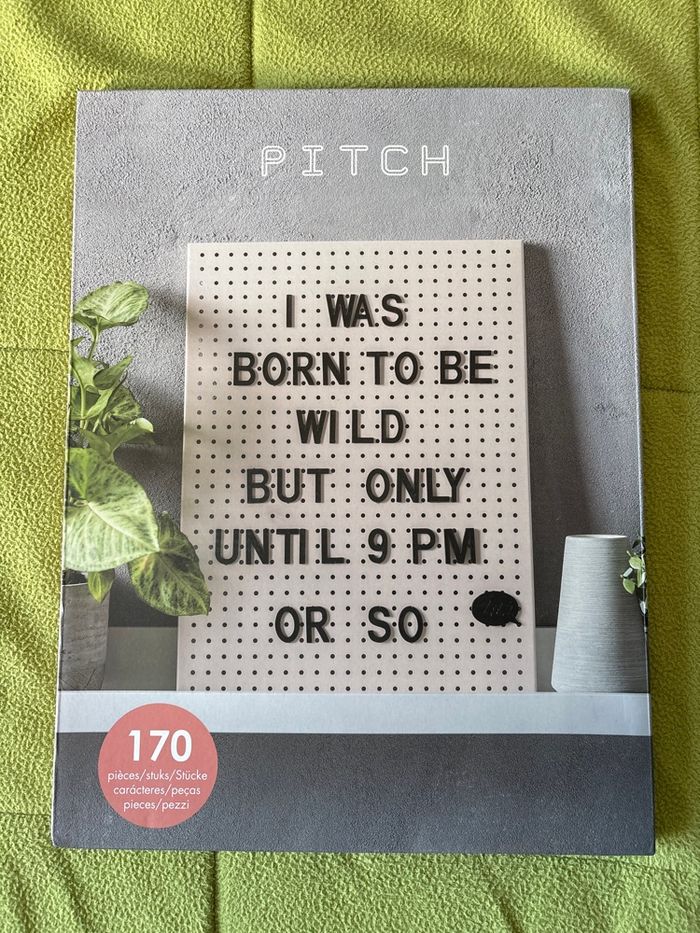 PITCH
I WAS
BORN TO BE
WILD
BUT ONLY
UNTIL 9 PM
OR SO
170
pièces/stuks/Stücke
carácteres/peças
pieces/pezzi